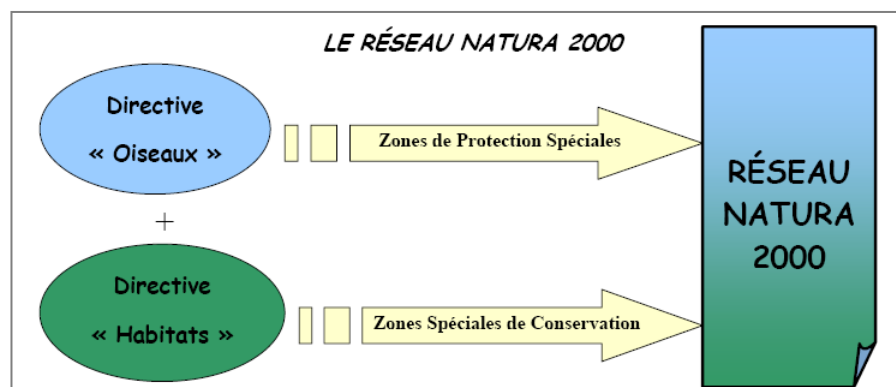 LE RÉSEAU NATURA 2000
Directive
« Oiseaux »
Zones de Protection Spéciales
+
Directive
« Habitats »
Zones Spéciales de Conservation
RÉSEAU
NATURA
2000